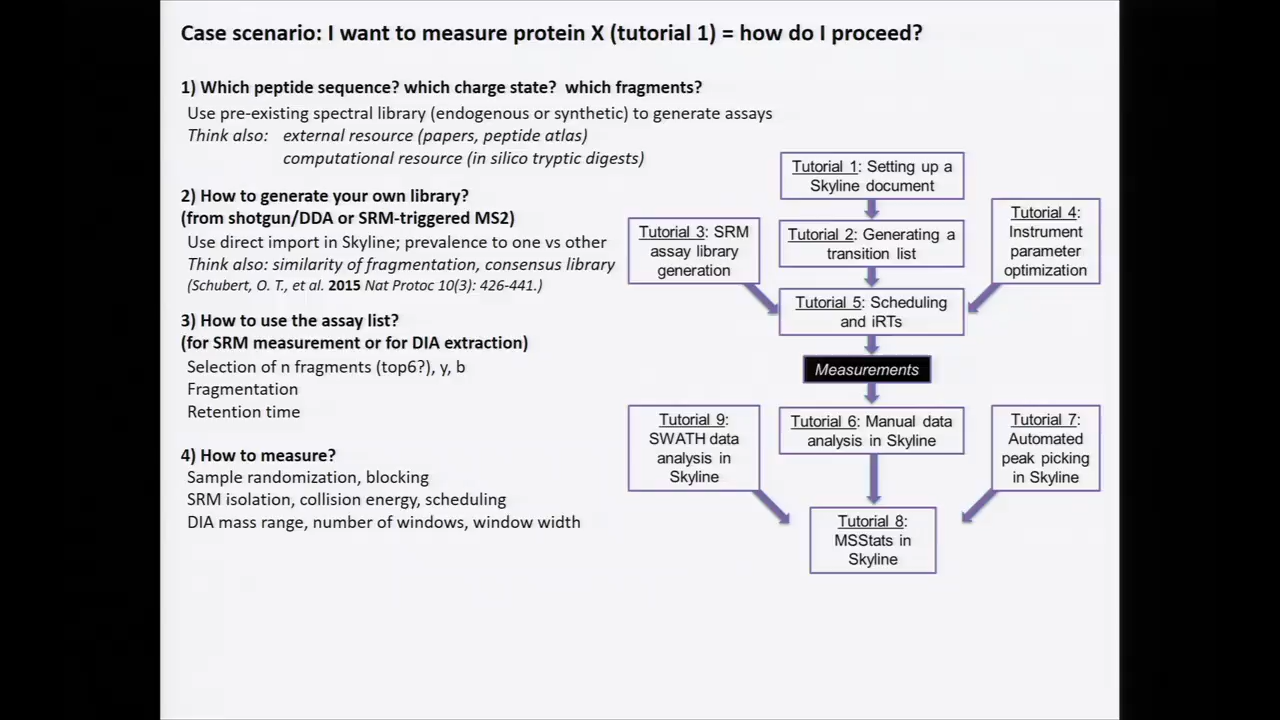 Case scenario: I want to measure protein X (tutorial 1) = how do I proceed?
1) Which peptide sequence? which charge state?  which fragments?
Use pre-existing spectral library (endogenous or synthetic) to generate assays
Think also: external resource (papers, peptide atlas)
computational resource (in silico tryptic digests)
2) How to generate your own library?
(from shotgun/DDA or SRM-triggered MS2)
Use direct import in Skyline; prevalence to one vs other
Think also: similarity of fragmentation, consensus library
(Schubert, O. T., et al. 2015 Nat Protoc 10(3): 426-441.)
3) How to use the assay list?
(for SRM measurement or for DIA extraction)
Selection of n fragments (top6?), y, b
Fragmentation
Retention time
4) How to measure?
Sample randomization, blocking
SRM isolation, collision energy, scheduling
DIA mass range, number of windows, window width
Tutorial 1: Setting up a
Skyline document
Tutorial 2: Generating a
transition list
Tutorial 3: SRM
assay library
generation
Tutorial 4:
Instrument
parameter
optimization
Tutorial 5: Scheduling
and iRTs
Measurements
Tutorial 6: Manual data
analysis in Skyline
Tutorial 9:
SWATH data
analysis in
Skyline
Tutorial 7:
Automated
peak picking
in Skyline
Tutorial 8:
MSStats in
Skyline